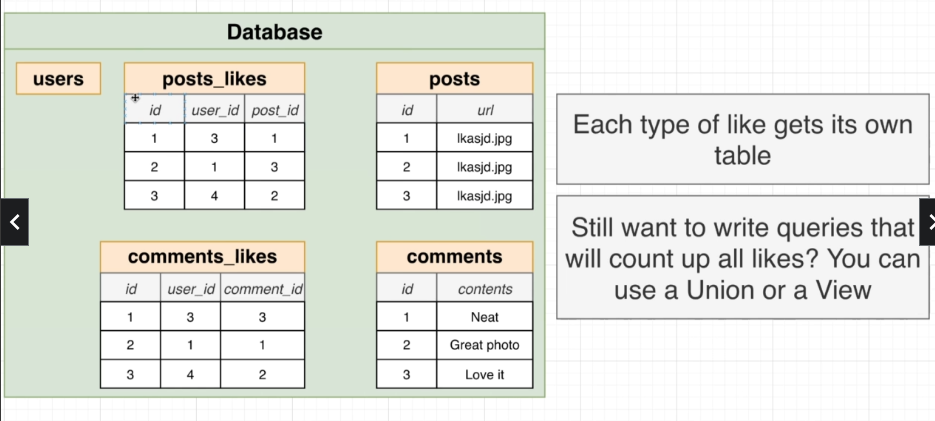 Database
users
posts_likes
id user_id post_id
1 3 1
2 1 3
3 4 2
posts
id url
1 lkasjd.jpg
2 lkasjd.jpg
3 lkasjd.jpg
comments_likes
id user_id comment_id
1 3 3
2 1 1
3 4 2
comments
id contents
1 Neat
2 Great photo
3 Love it
Each type of like gets its own
table
Still want to write queries that
will count up all likes? You can
use a Union or a View